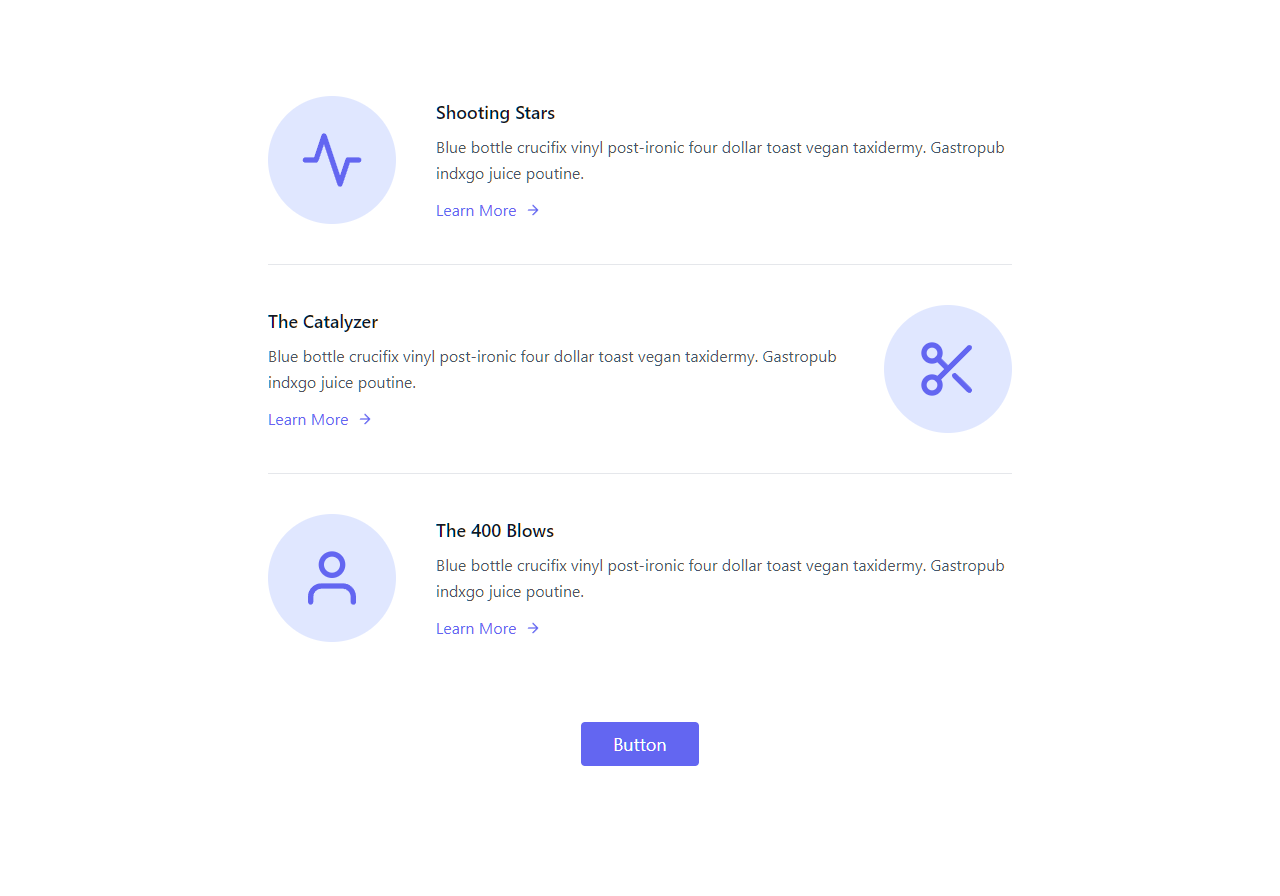 Shooting Stars
Blue bottle crucifix vinyl post-ironic four dollar toast vegan taxidermy. Gastropub
indxgo juice poutine.
Learn More
The Catalyzer
Blue bottle crucifix vinyl post-ironic four dollar toast vegan taxidermy. Gastropub
indxgo juice poutine.
Learn More
The 400 Blows
Blue bottle crucifix vinyl post-ironic four dollar toast vegan taxidermy. Gastropub
indxgo juice poutine.
Learn More
Button